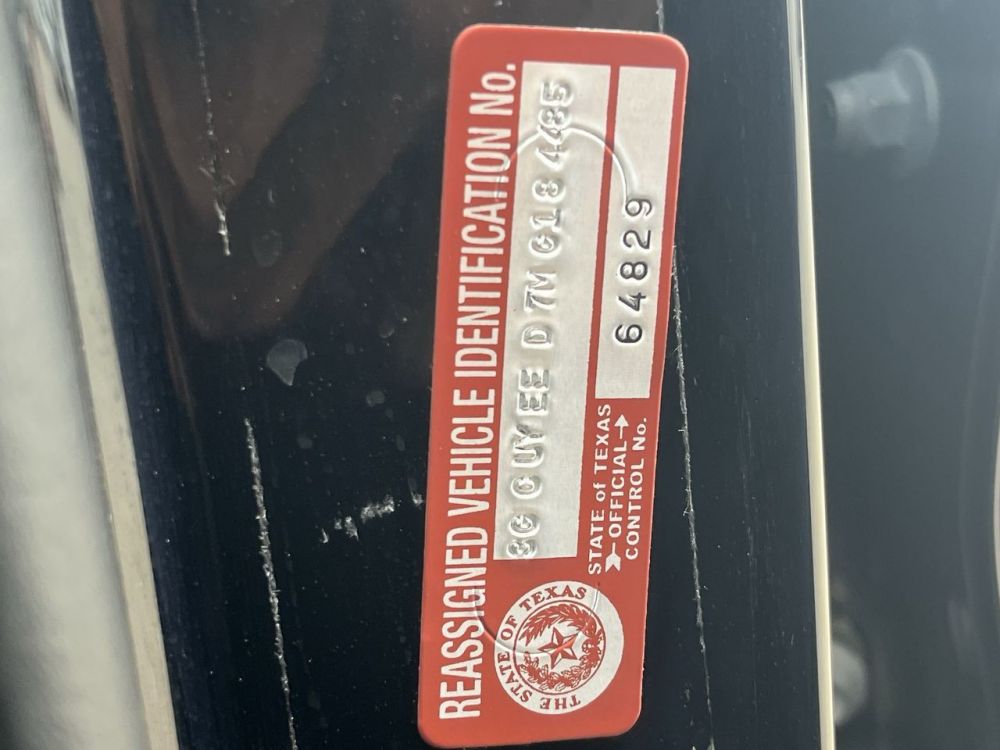 REASSIGNED VEHICLE IDENTIFICATION No.
3GCUYEED7MG184485
STATE of TEXAS
OFFICIAL
CONTROL No.
64829
THE STATE OF TEXAS